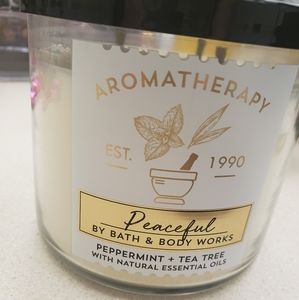 AROMATHERAPY
EST. 1990
Peaceful
BY BATH & BODY WORKS
PEPPERMINT + TEA TREE
WITH NATURAL ESSENTIAL OILS